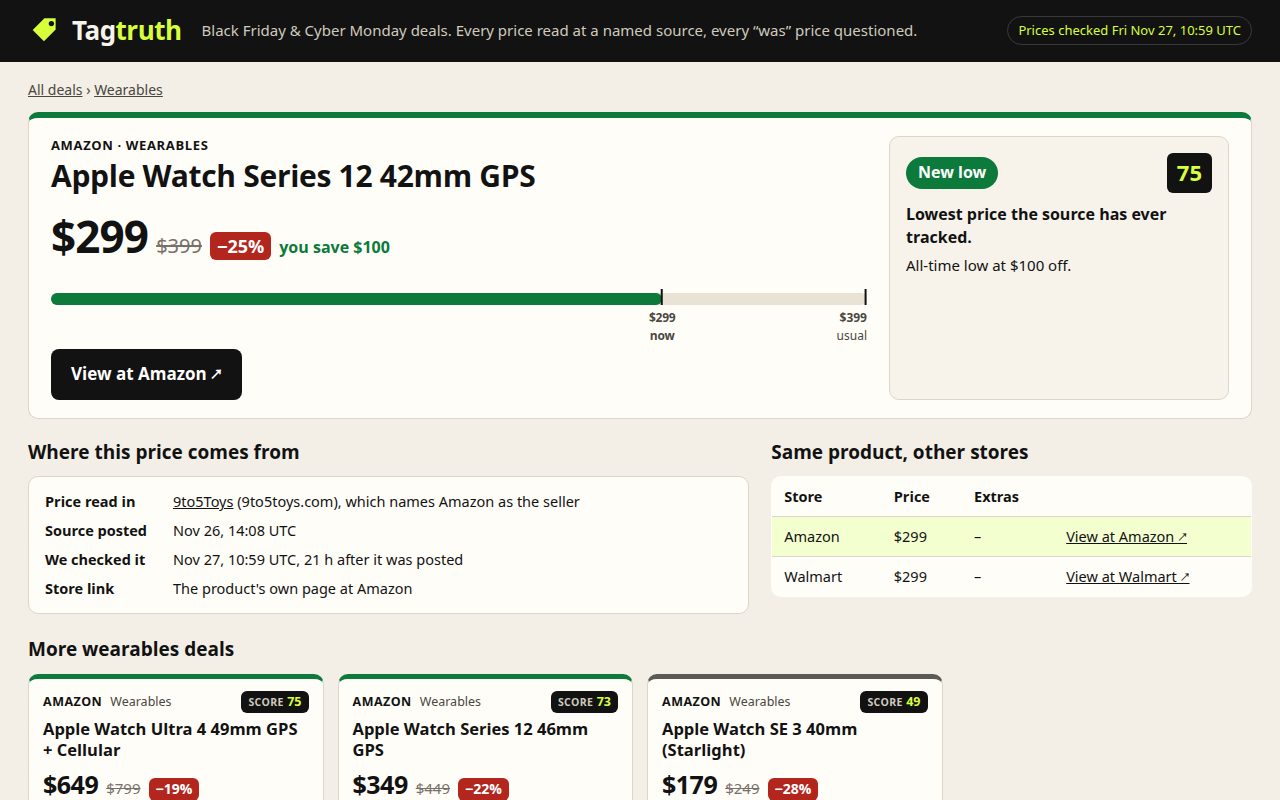 Tagtruth
Black Friday & Cyber Monday deals. Every price read at a named source, every “was” price questioned.
Prices checked Fri Nov 27, 10:59 UTC
All deals › Wearables
AMAZON · WEARABLES
Apple Watch Series 12 42mm GPS
$299 $399 −25% you save $100
$299
now
$399
usual
View at Amazon ↗
New low
75
Lowest price the source has ever
tracked.
All-time low at $100 off.
Where this price comes from
Price read in 9to5Toys (9to5toys.com), which names Amazon as the seller
Source posted Nov 26, 14:08 UTC
We checked it Nov 27, 10:59 UTC, 21 h after it was posted
Store link The product's own page at Amazon
Same product, other stores
Store Price Extras
Amazon $299 – View at Amazon ↗
Walmart $299 – View at Walmart ↗
More wearables deals
AMAZON Wearables SCORE 75
Apple Watch Ultra 4 49mm GPS
+ Cellular
$649 $799 −19%
AMAZON Wearables SCORE 73
Apple Watch Series 12 46mm
GPS
$349 $449 −22%
AMAZON Wearables SCORE 49
Apple Watch SE 3 40mm
(Starlight)
$179 $249 −28%